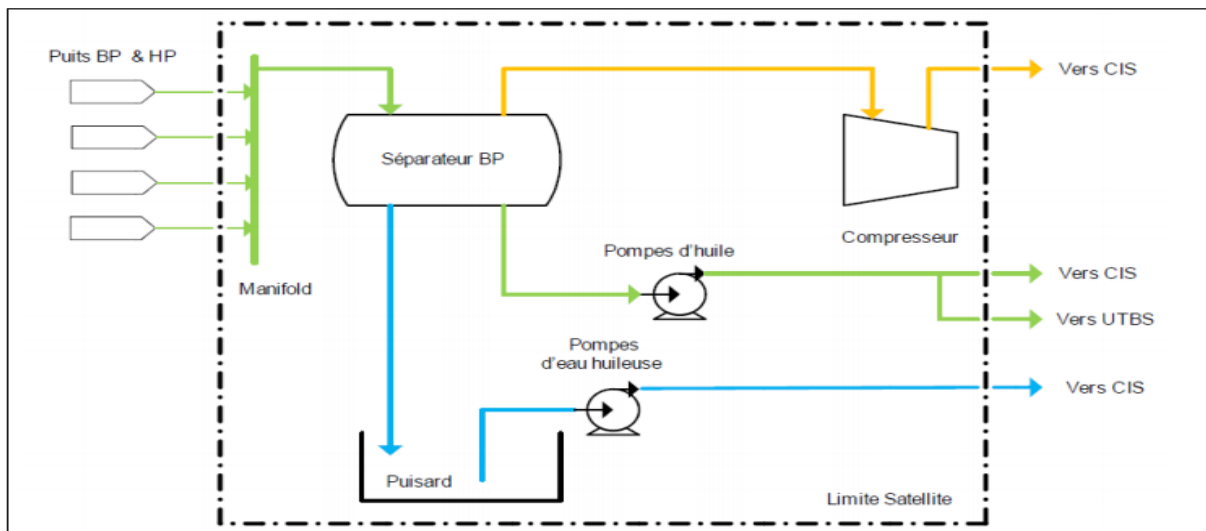 Puits BP & HP
Vers CIS
Séparateur BP
Compresseur
Pompes d'huile
Manifold
Vers CIS
Vers UTBS
Pompes
d'eau huileuse
Vers CIS
Puisard
Limite Satellite